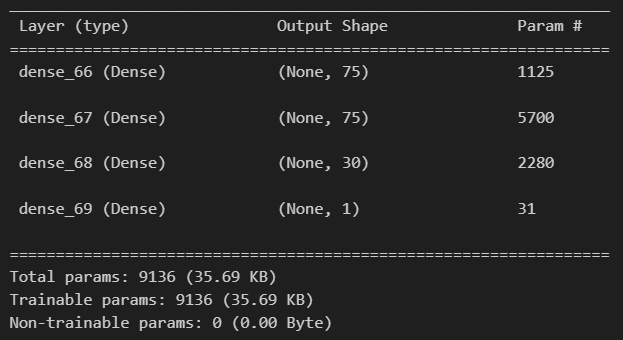 Layer (type) Output Shape Param #
=================================================================
dense_66 (Dense) (None, 75) 1125
dense_67 (Dense) (None, 75) 5700
dense_68 (Dense) (None, 30) 2280
dense_69 (Dense) (None, 1) 31
=================================================================
Total params: 9136 (35.69 KB)
Trainable params: 9136 (35.69 KB)
Non-trainable params: 0 (0.00 Byte)